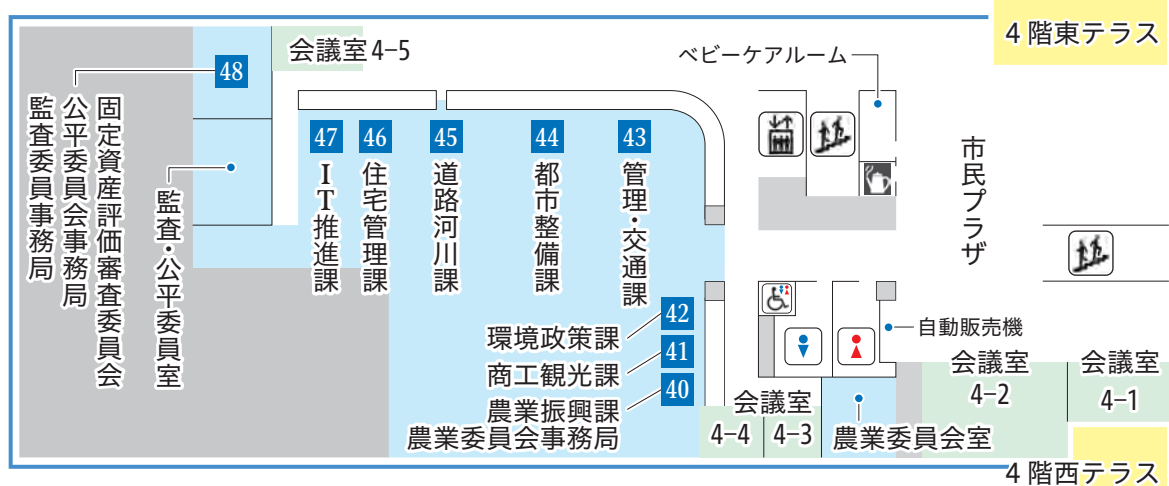 4階東テラス
会議室4-5
ベビーケアルーム
48
固定資産評価審査委員会
公平委員会事務局
監査委員事務局
監査・公平委員室
47
IT推進課
46
住宅管理課
45
道路河川課
44
都市整備課
43
管理・交通課
市民プラザ
42
環境政策課
41
商工観光課
40
農業振興課
農業委員会事務局
自動販売機
会議室
4-4
4-3
農業委員会室
会議室
4-2
会議室
4-1
4階西テラス